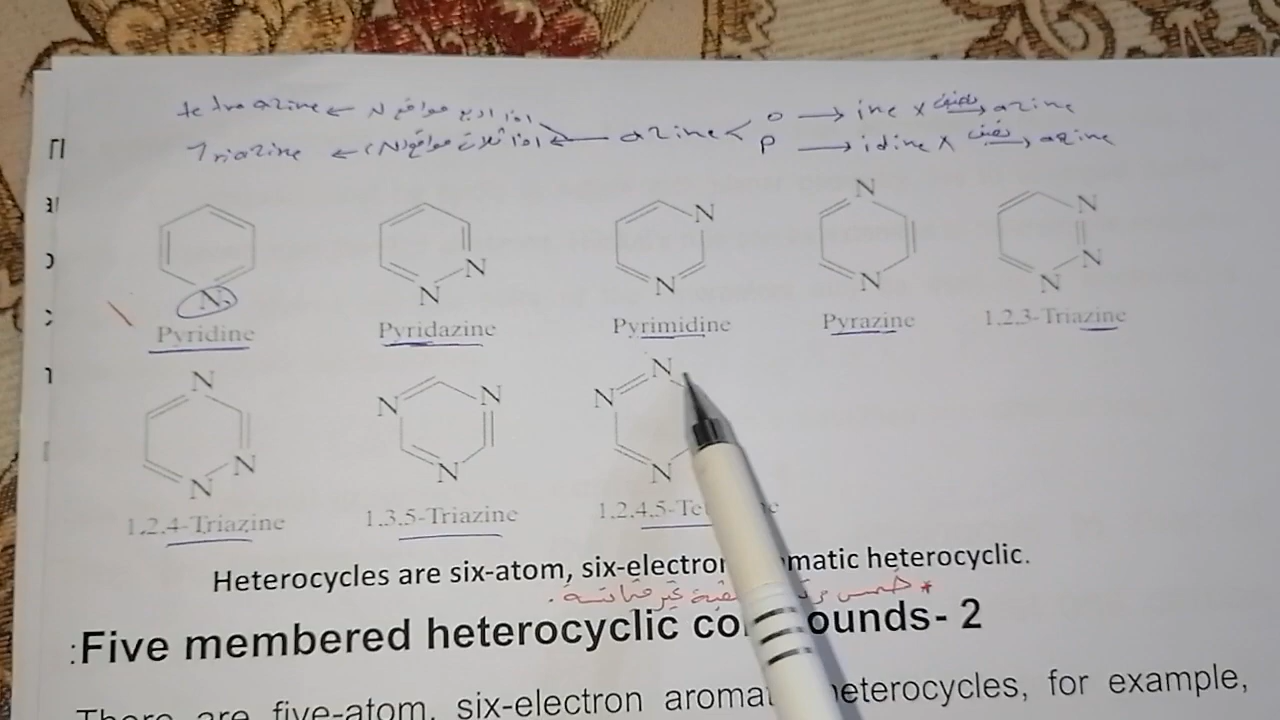 tetraazine ← N اذا اربع مواقع
azine < o → ine x نضيف → azine
Triazine ← (N) اذا ثلاث مواقع
p → idine x نضيف → azine
N N N N N N N N N N
Pyridine Pyridazine Pyrimidine Pyrazine 1.2.3-Triazine
N N N N N N N N N
1.2.4-Triazine 1.3.5-Triazine 1.2.4.5-Te
Heterocycles are six-atom, six-electron matic heterocyclic.
:Five membered heterocyclic co ounds- 2
There are five-atom, six-electron aroma heterocycles, for example,